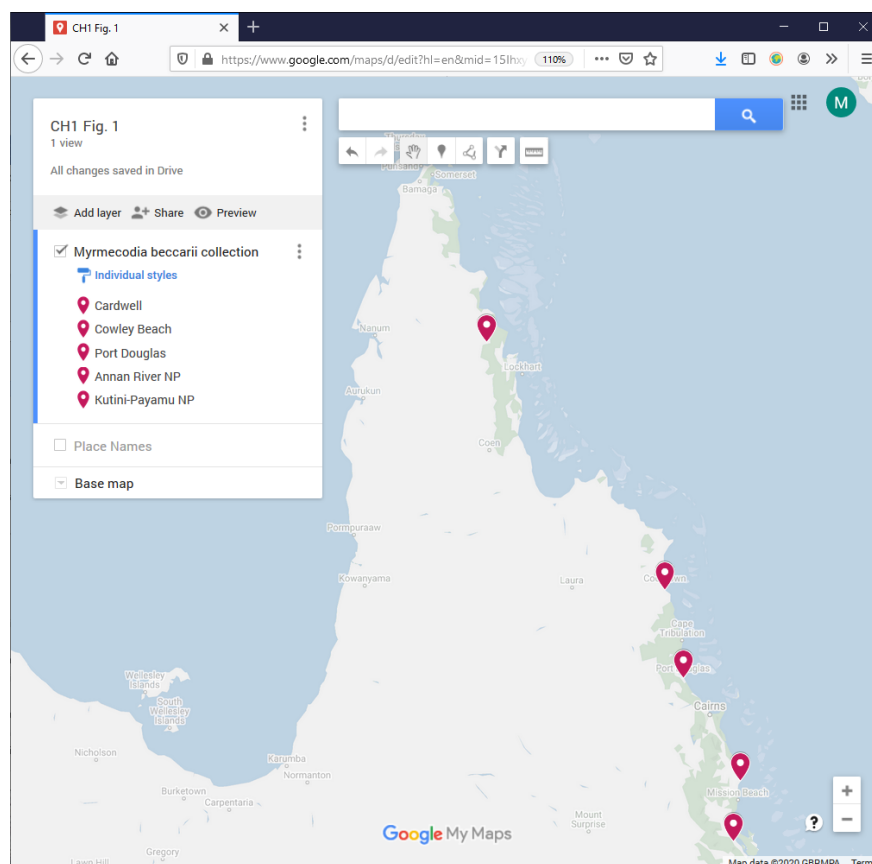 CH1 Fig. 1
https://www.google.com/maps/d/edit?hl=en&mid=15Ihxy
110%
CH1 Fig. 1
1 view
All changes saved in Drive
Add layer Share Preview
Myrmecodia beccarii collection
Individual styles
Cardwell
Cowley Beach
Port Douglas
Annan River NP
Kutini-Payamu NP
Place Names
Base map
M
Somerset
Bamaga
Nanum
Lockhart
Aurukun
Coen
Pormpuraaw
Kowanyama
Laura
Cape
Tribulation
Wellesley
Islands
South
Wellesley
Islands
Cairns
Nicholson
Karumba
Normanton
Mission Beach
Burketown
Carpentaria
Mount
Surprise
Gregory
Lawn Hill
Google My Maps
Map data ©2020 GBRMPA Term